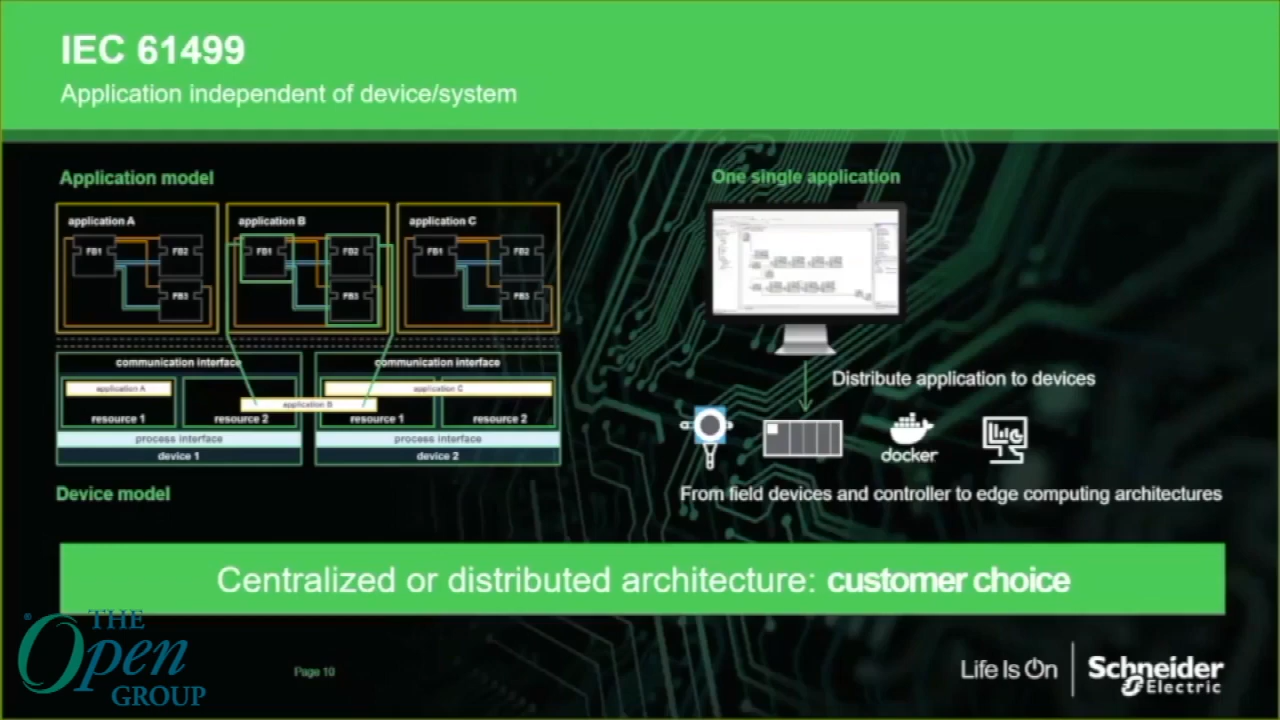 IEC 61499
Application independent of device/system
Application model
application A
FB1
FB2
FB3
application B
FB1
FB2
FB3
application C
FB1
FB2
FB3
communication interface
application A
resource 1
resource 2
process interface
device 1
application B
communication interface
application C
resource 1
resource 2
process interface
device 2
Device model
One single application
Distribute application to devices
docker
From field devices and controller to edge computing architectures
Centralized or distributed architecture: customer choice
® THE
Open
GROUP
Page 10
Life Is On
Schneider
Electric